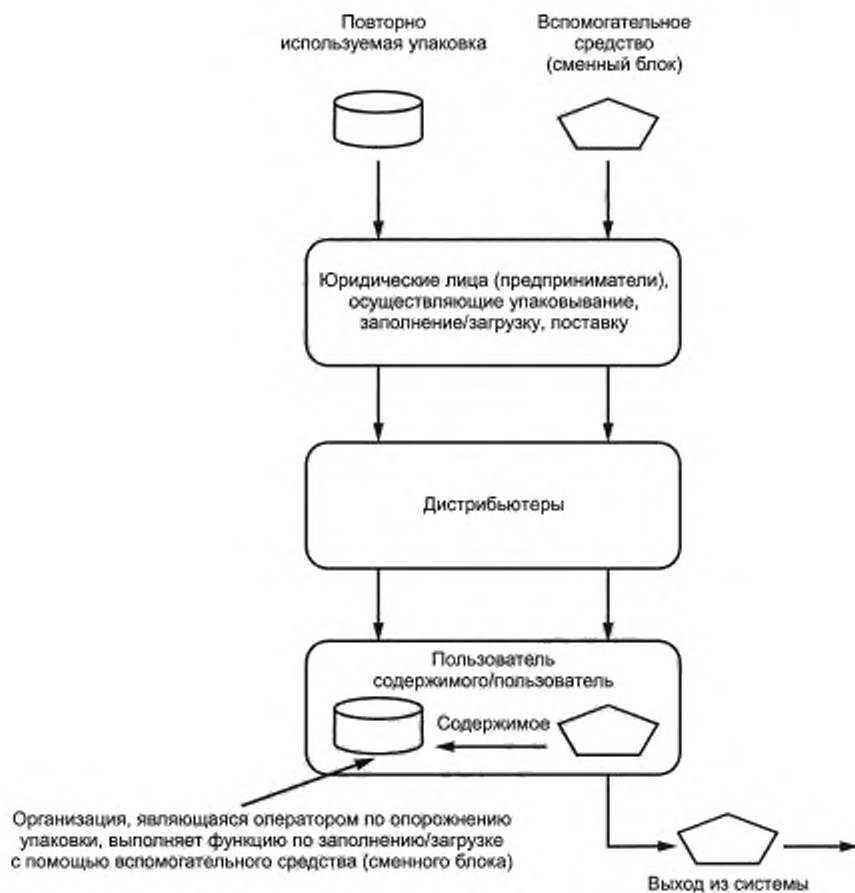 Повторно
используемая упаковка
Вспомогательное
средство
(сменный блок)
Юридические лица (предприниматели),
осуществляющие упаковывание,
заполнение/загрузку, поставку
Дистрибьютеры
Пользователь
содержимого/пользователь
Содержимое
Организация, являющаяся оператором по опорожнению
упаковки, выполняет функцию по заполнению/загрузке
с помощью вспомогательного средства (сменного блока)
Выход из системы